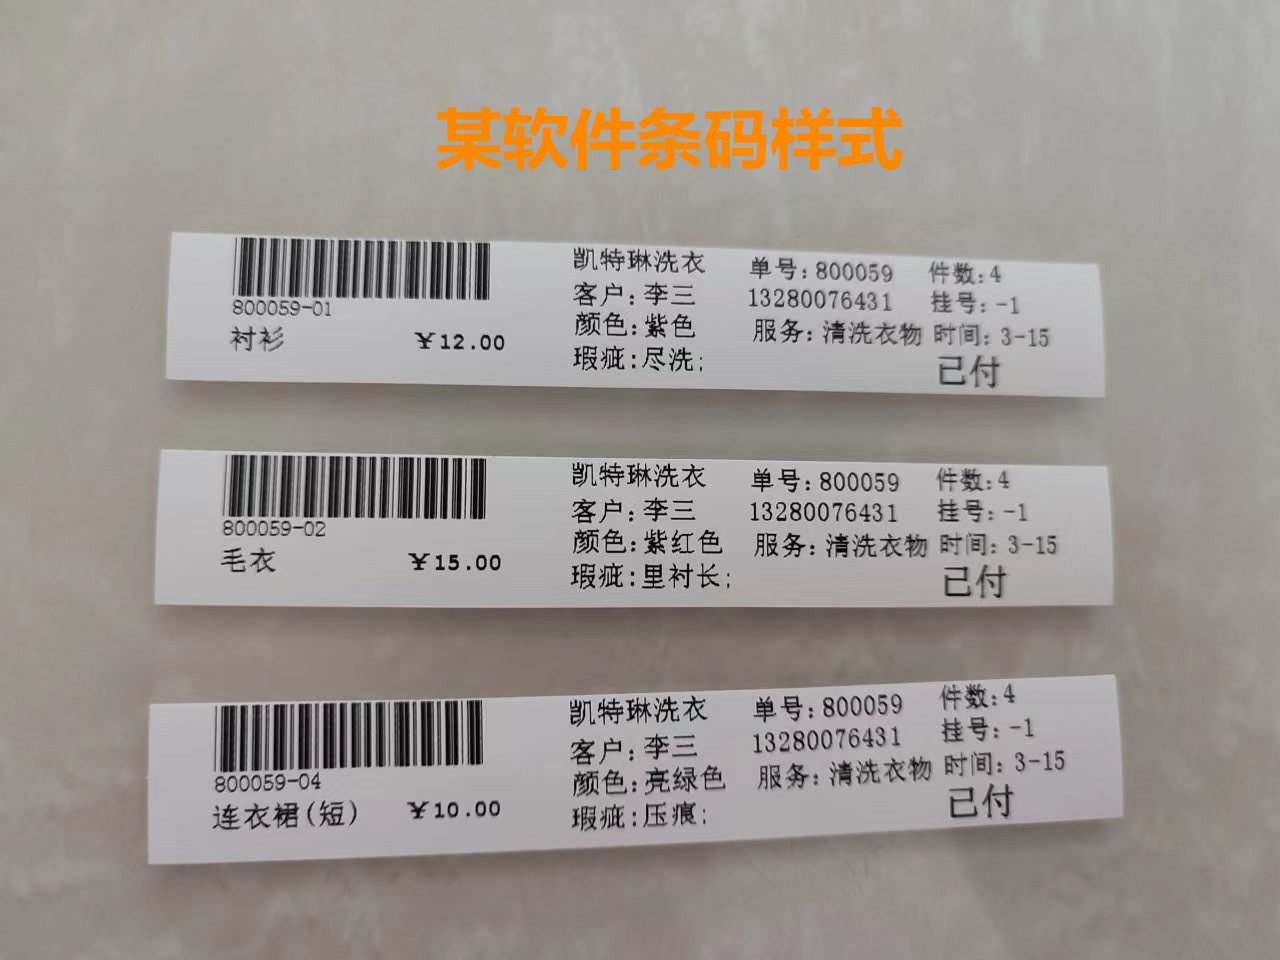 某软件条码样式
800059-01
衬衫 ¥12.00
凯特琳洗衣
客户:李三
颜色:紫色
瑕疵:尽洗;
单号:800059 件数:4
13280076431 挂号:-1
服务:清洗衣物 时间:3-15
已付
800059-02
毛衣 ¥15.00
凯特琳洗衣
客户:李三
颜色:紫红色
瑕疵:里衬长;
单号:800059 件数:4
13280076431 挂号:-1
服务:清洗衣物 时间:3-15
已付
800059-04
连衣裙(短) ¥10.00
凯特琳洗衣
客户:李三
颜色:亮绿色
瑕疵:压痕;
单号:800059 件数:4
13280076431 挂号:-1
服务:清洗衣物 时间:3-15
已付